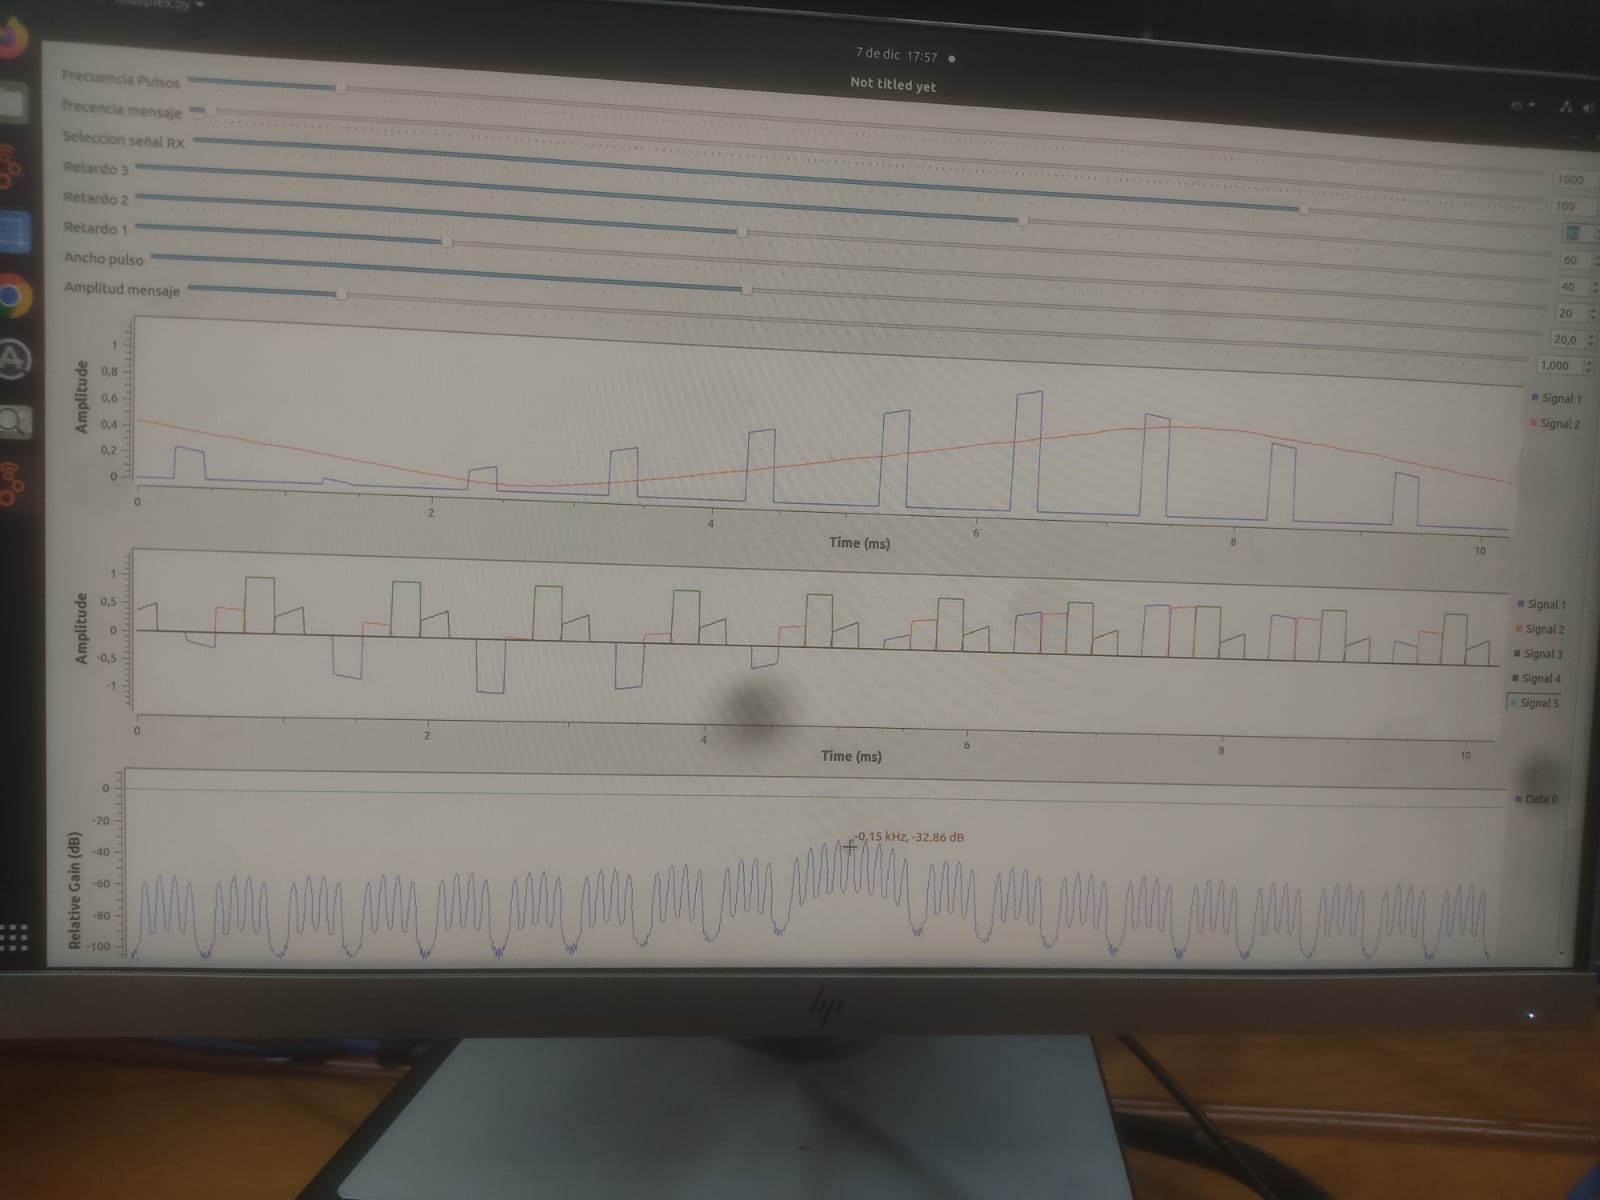 multiplex.py
7 de dic 17:57
Not titled yet
es
Frecuencia Pulsos
1000
frecencia mensaje
100
Seleccion señal RX
80
Retardo 3
60
Retardo 2
40
Retardo 1
20
Ancho pulso
20,0
Amplitud mensaje
1,000
Amplitude
1
0,8
0,6
0,4
0,2
0
0 2 4 6 8 10
Time (ms)
Signal 1
Signal 2
Amplitude
1
0,5
0
-0,5
-1
0 2 4 6 8 10
Time (ms)
Signal 1
Signal 2
Signal 3
Signal 4
Signal 5
Relative Gain (dB)
0
-20
-40
-60
-80
-100
-0,15 kHz, -32.86 dB
Data 0
hp